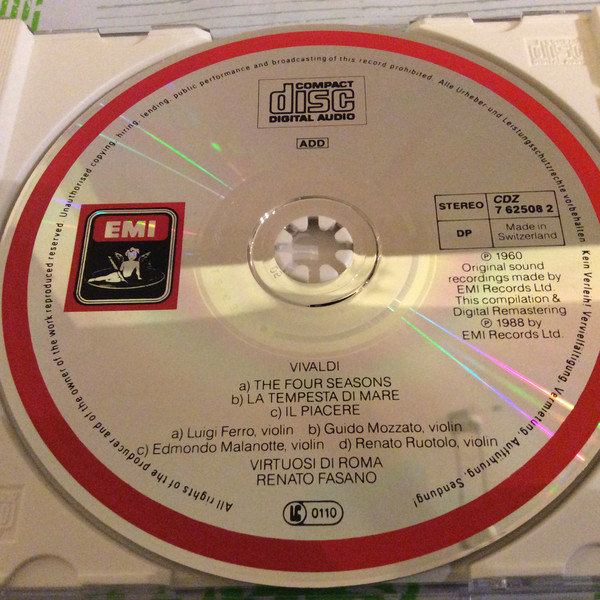 Unauthorised copying, hiring, lending, public performance and broadcasting of this record prohibited. Alle Urheber und Leistungsschutzrechte vorbehalten. Kein Verleih! Vervielfältigung, Vermietung, Aufführung, Sendung!
COMPACT
disc
DIGITAL AUDIO
ADD
EMI
STEREO
CDZ
7 62508 2
DP
Made in
Switzerland
℗ 1960
Original sound
recordings made by
EMI Records Ltd.
This compilation &
Digital Remastering
℗ 1988 by
EMI Records Ltd.
VIVALDI
a) THE FOUR SEASONS
b) LA TEMPESTA DI MARE
c) IL PIACERE
a) Luigi Ferro, violin b) Guido Mozzato, violin
c) Edmondo Malanotte, violin d) Renato Ruotolo, violin
VIRTUOSI DI ROMA
RENATO FASANO
LC 0110
All rights of the producer and of the owner of the work reproduced reserved.